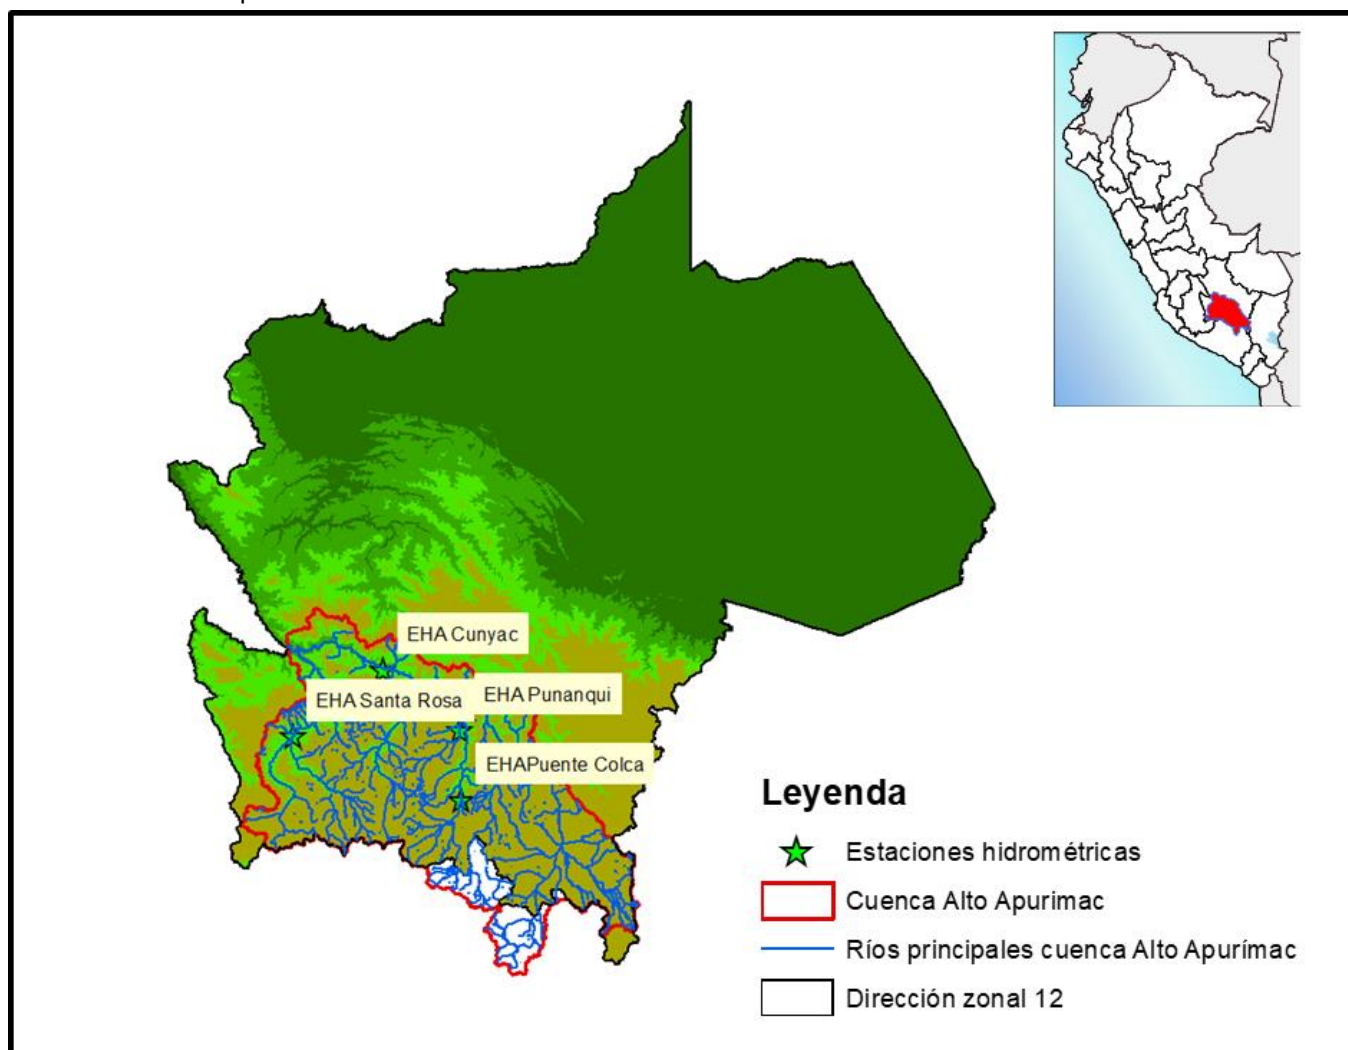 EHA Cunyac
EHA Santa Rosa
EHA Punanqui
EHAPuente Colca
Leyenda
Estaciones hidrométricas
Cuenca Alto Apurimac
Ríos principales cuenca Alto Apurímac
Dirección zonal 12